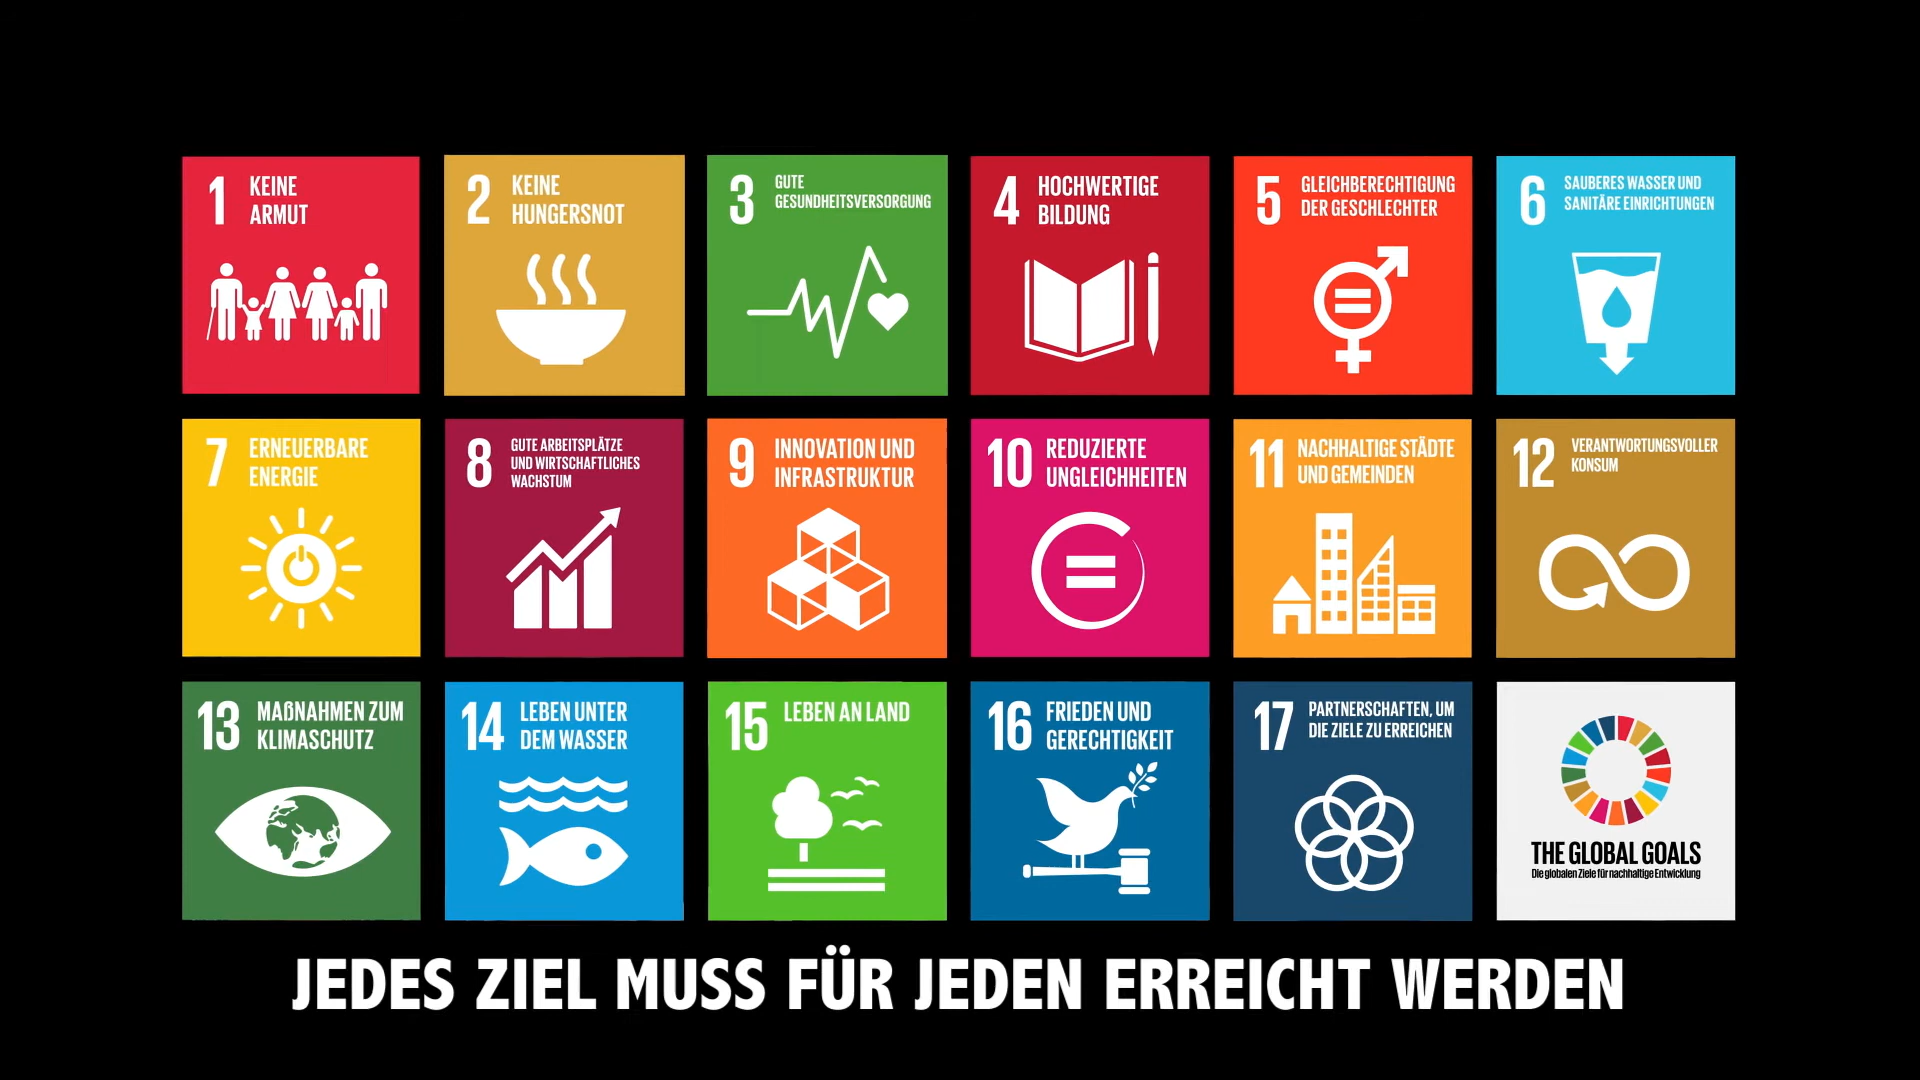 1 KEINE
ARMUT
2 KEINE
HUNGERSNOT
3 GUTE
GESUNDHEITSVERSORGUNG
4 HOCHWERTIGE
BILDUNG
5 GLEICHBERECHTIGUNG
DER GESCHLECHTER
6 SAUBERES WASSER UND
SANITÄRE EINRICHTUNGEN
7 ERNEUERBARE
ENERGIE
8 GUTE ARBEITSPLÄTZE
UND WIRTSCHAFTLICHES
WACHSTUM
9 INNOVATION UND
INFRASTRUKTUR
10 REDUZIERTE
UNGLEICHHEITEN
11 NACHHALTIGE STÄDTE
UND GEMEINDEN
12 VERANTWORTUNGSVOLLER
KONSUM
13 MAßNAHMEN ZUM
KLIMASCHUTZ
14 LEBEN UNTER
DEM WASSER
15 LEBEN AN LAND
16 FRIEDEN UND
GERECHTIGKEIT
17 PARTNERSCHAFTEN, UM
DIE ZIELE ZU ERREICHEN
THE GLOBAL GOALS
Die globalen Ziele für nachhaltige Entwicklung
JEDES ZIEL MUSS FÜR JEDEN ERREICHT WERDEN